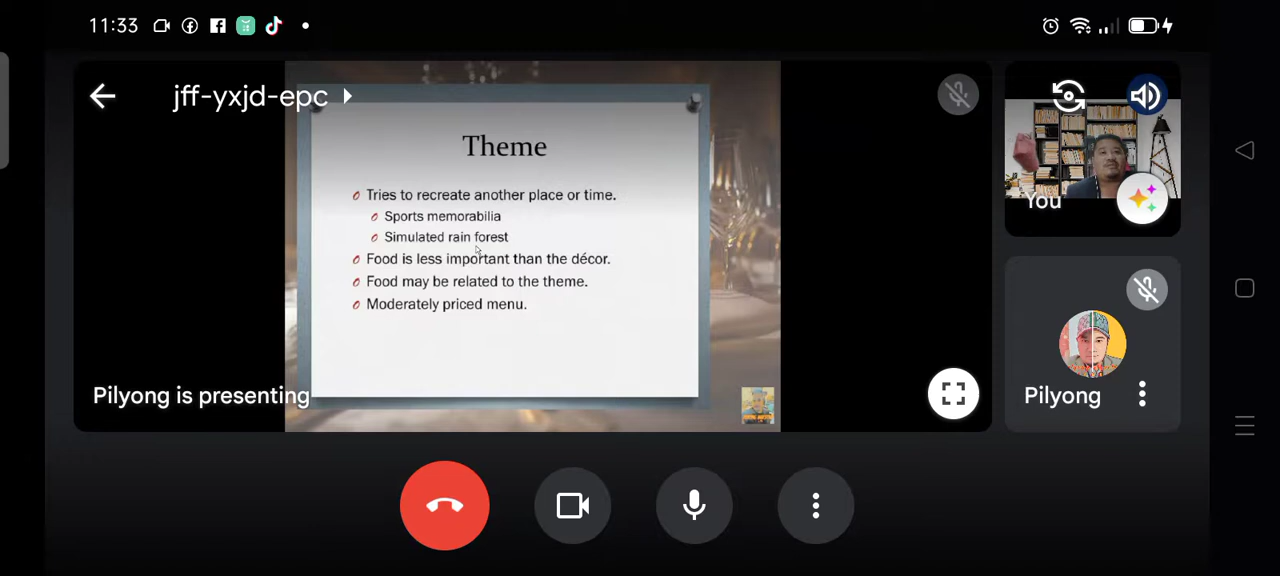 11:33
jff-yxjd-epc
Theme
Tries to recreate another place or time.
Sports memorabilia
Simulated rain forest
Food is less important than the décor.
Food may be related to the theme.
Moderately priced menu.
Pilyong is presenting
You
Pilyong